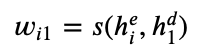 w_{i1} = s(h_i^e, h_1^d)